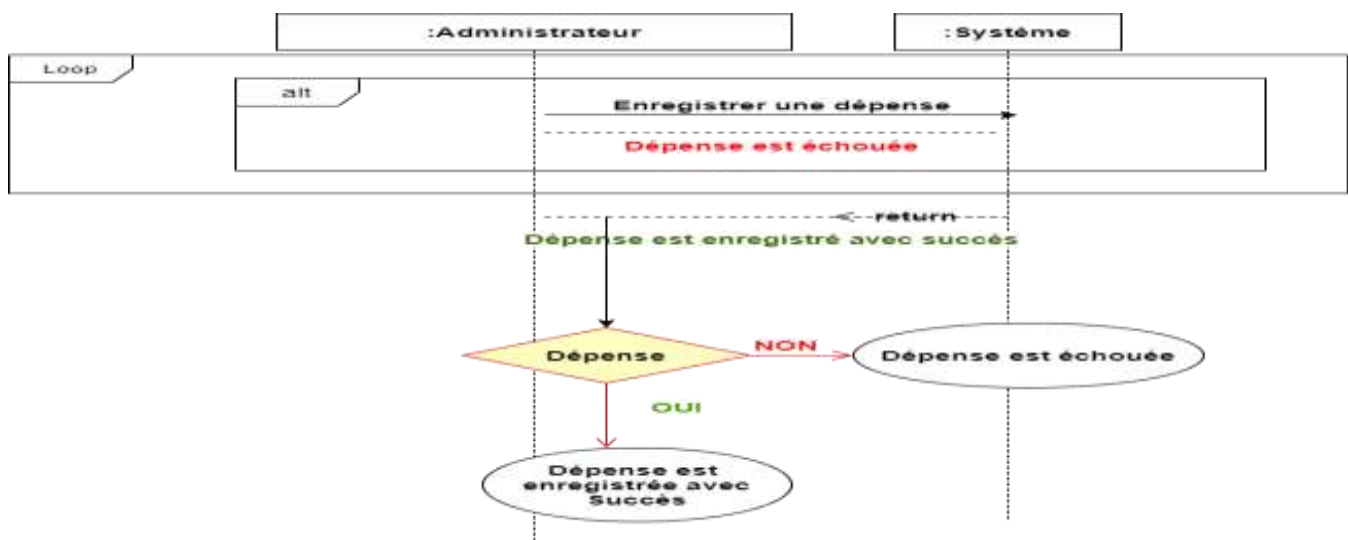 :Administrateur
:Système
Loop
alt
Enregistrer une dépense
Dépense est échouée
return
Dépense est enregistré avec succès
Dépense
NON
Dépense est échouée
OUI
Dépense est
enregistrée avec
Succès